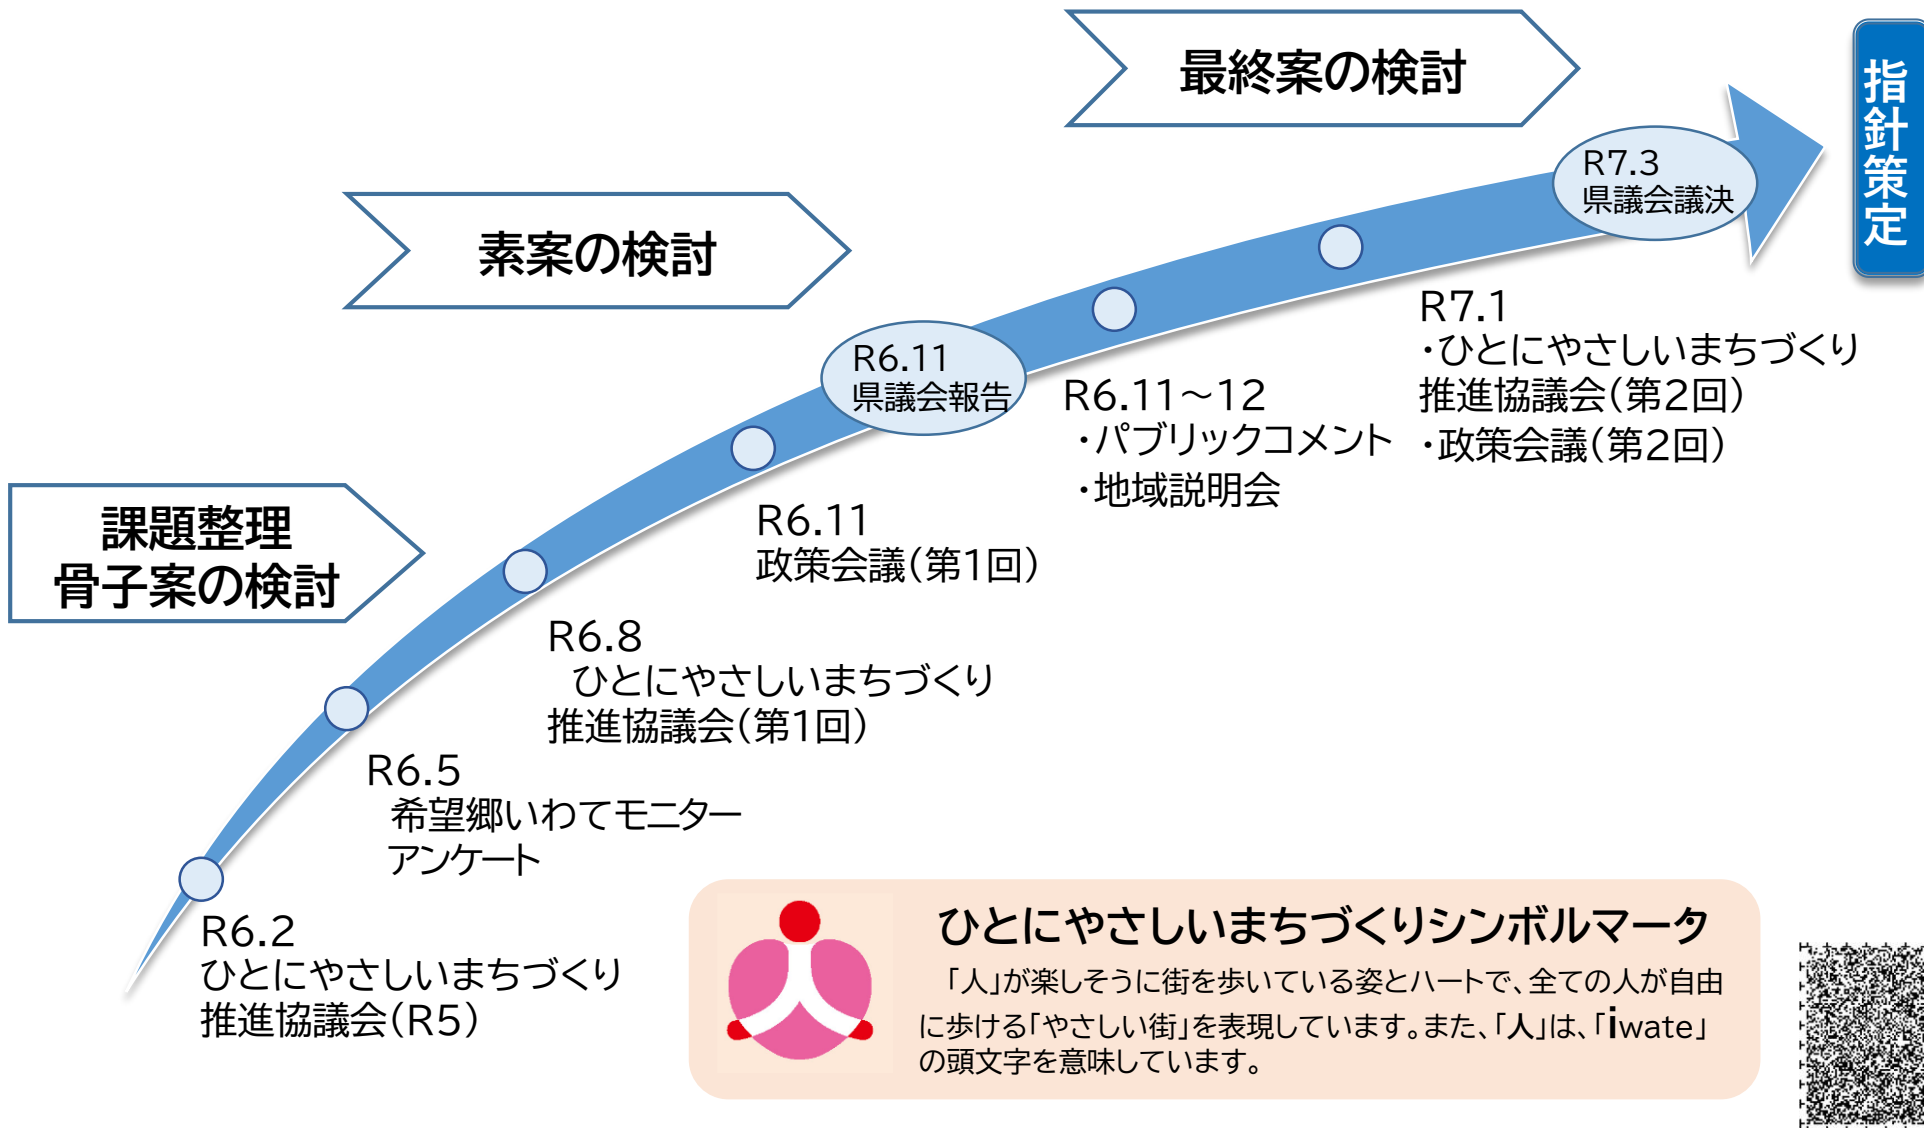 最終案の検討
指針策定
R7.3
県議会議決
素案の検討
R7.1
・ひとにやさしいまちづくり
推進協議会(第2回)
・政策会議(第2回)
R6.11
県議会報告
R6.11～12
・パブリックコメント
・地域説明会
課題整理
骨子案の検討
R6.11
政策会議(第1回)
R6.8
ひとにやさしいまちづくり
推進協議会(第1回)
R6.5
希望郷いわてモニター
アンケート
R6.2
ひとにやさしいまちづくり
推進協議会(R5)
ひとにやさしいまちづくりシンボルマータ
「人」が楽しそうに街を歩いている姿とハートで、全ての人が自由
に歩ける「やさしい街」を表現しています。また、「人」は、「iwate」
の頭文字を意味しています。